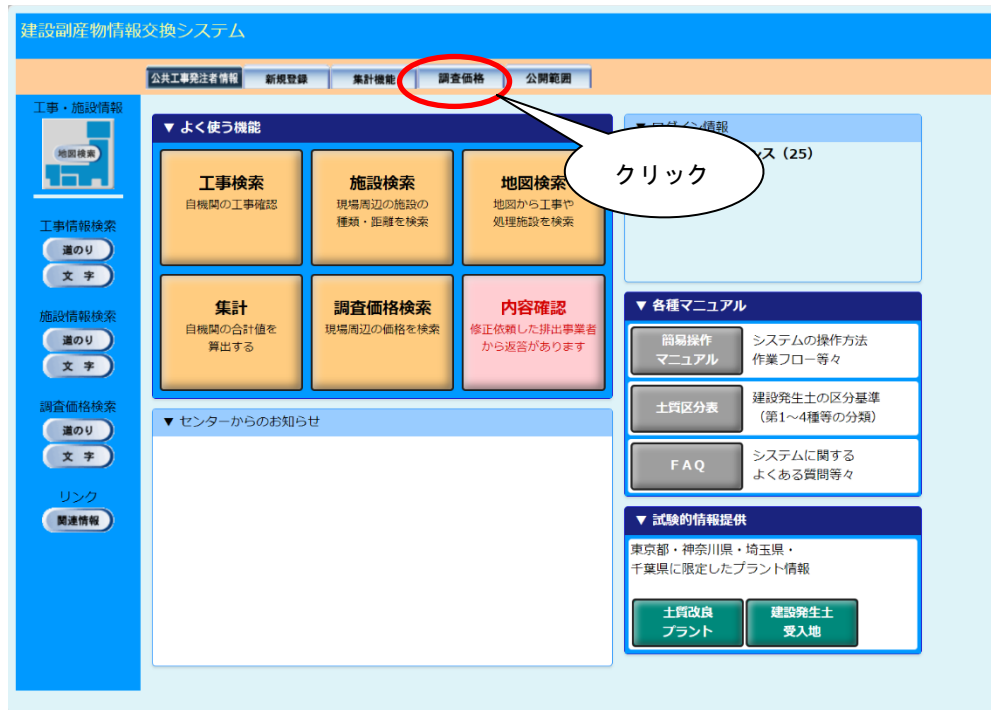 建設副産物情報交換システム
公共工事発注者情報 新規登録 集計機能 調査価格 公開範囲
工事・施設情報
地図検索
工事情報検索
道のり
文 字
施設情報検索
道のり
文 字
調査価格検索
道のり
文 字
リンク
関連情報
▼ よく使う機能
工事検索
自機関の工事確認
施設検索
現場周辺の施設の
種類・距離を検索
地図検索
地図から工事や
処理施設を検索
集計
自機関の合計値を
算出する
調査価格検索
現場周辺の価格を検索
内容確認
修正依頼した排出事業者
から返答があります
▼ センターからのお知らせ
クリック
イン情報
ス (25)
▼ 各種マニュアル
簡易操作
マニュアル
システムの操作方法
作業フロー等々
土質区分表
建設発生土の区分基準
（第1～4種等の分類）
ＦＡＱ
システムに関する
よくある質問等々
▼ 試験的情報提供
東京都・神奈川県・埼玉県・
千葉県に限定したプラント情報
土質改良
プラント
建設発生土
受入地